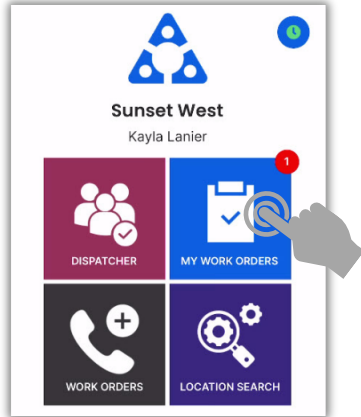 Sunset West
Kayla Lanier
1
DISPATCHER
MY WORK ORDERS
WORK ORDERS
LOCATION SEARCH